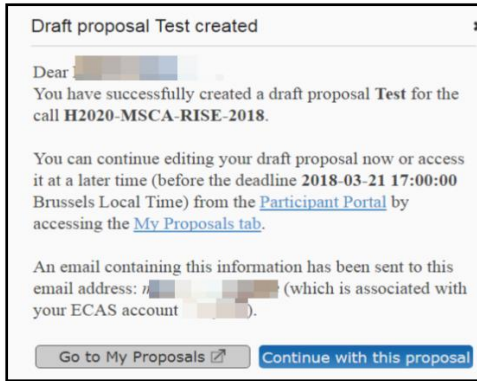 Draft proposal Test created
Dear
You have successfully created a draft proposal Test for the
call H2020-MSCA-RISE-2018.
You can continue editing your draft proposal now or access
it at a later time (before the deadline 2018-03-21 17:00:00
Brussels Local Time) from the Participant Portal by
accessing the My Proposals tab.
An email containing this information has been sent to this
email address: (which is associated with
your ECAS account ).
Go to My Proposals
Continue with this proposal